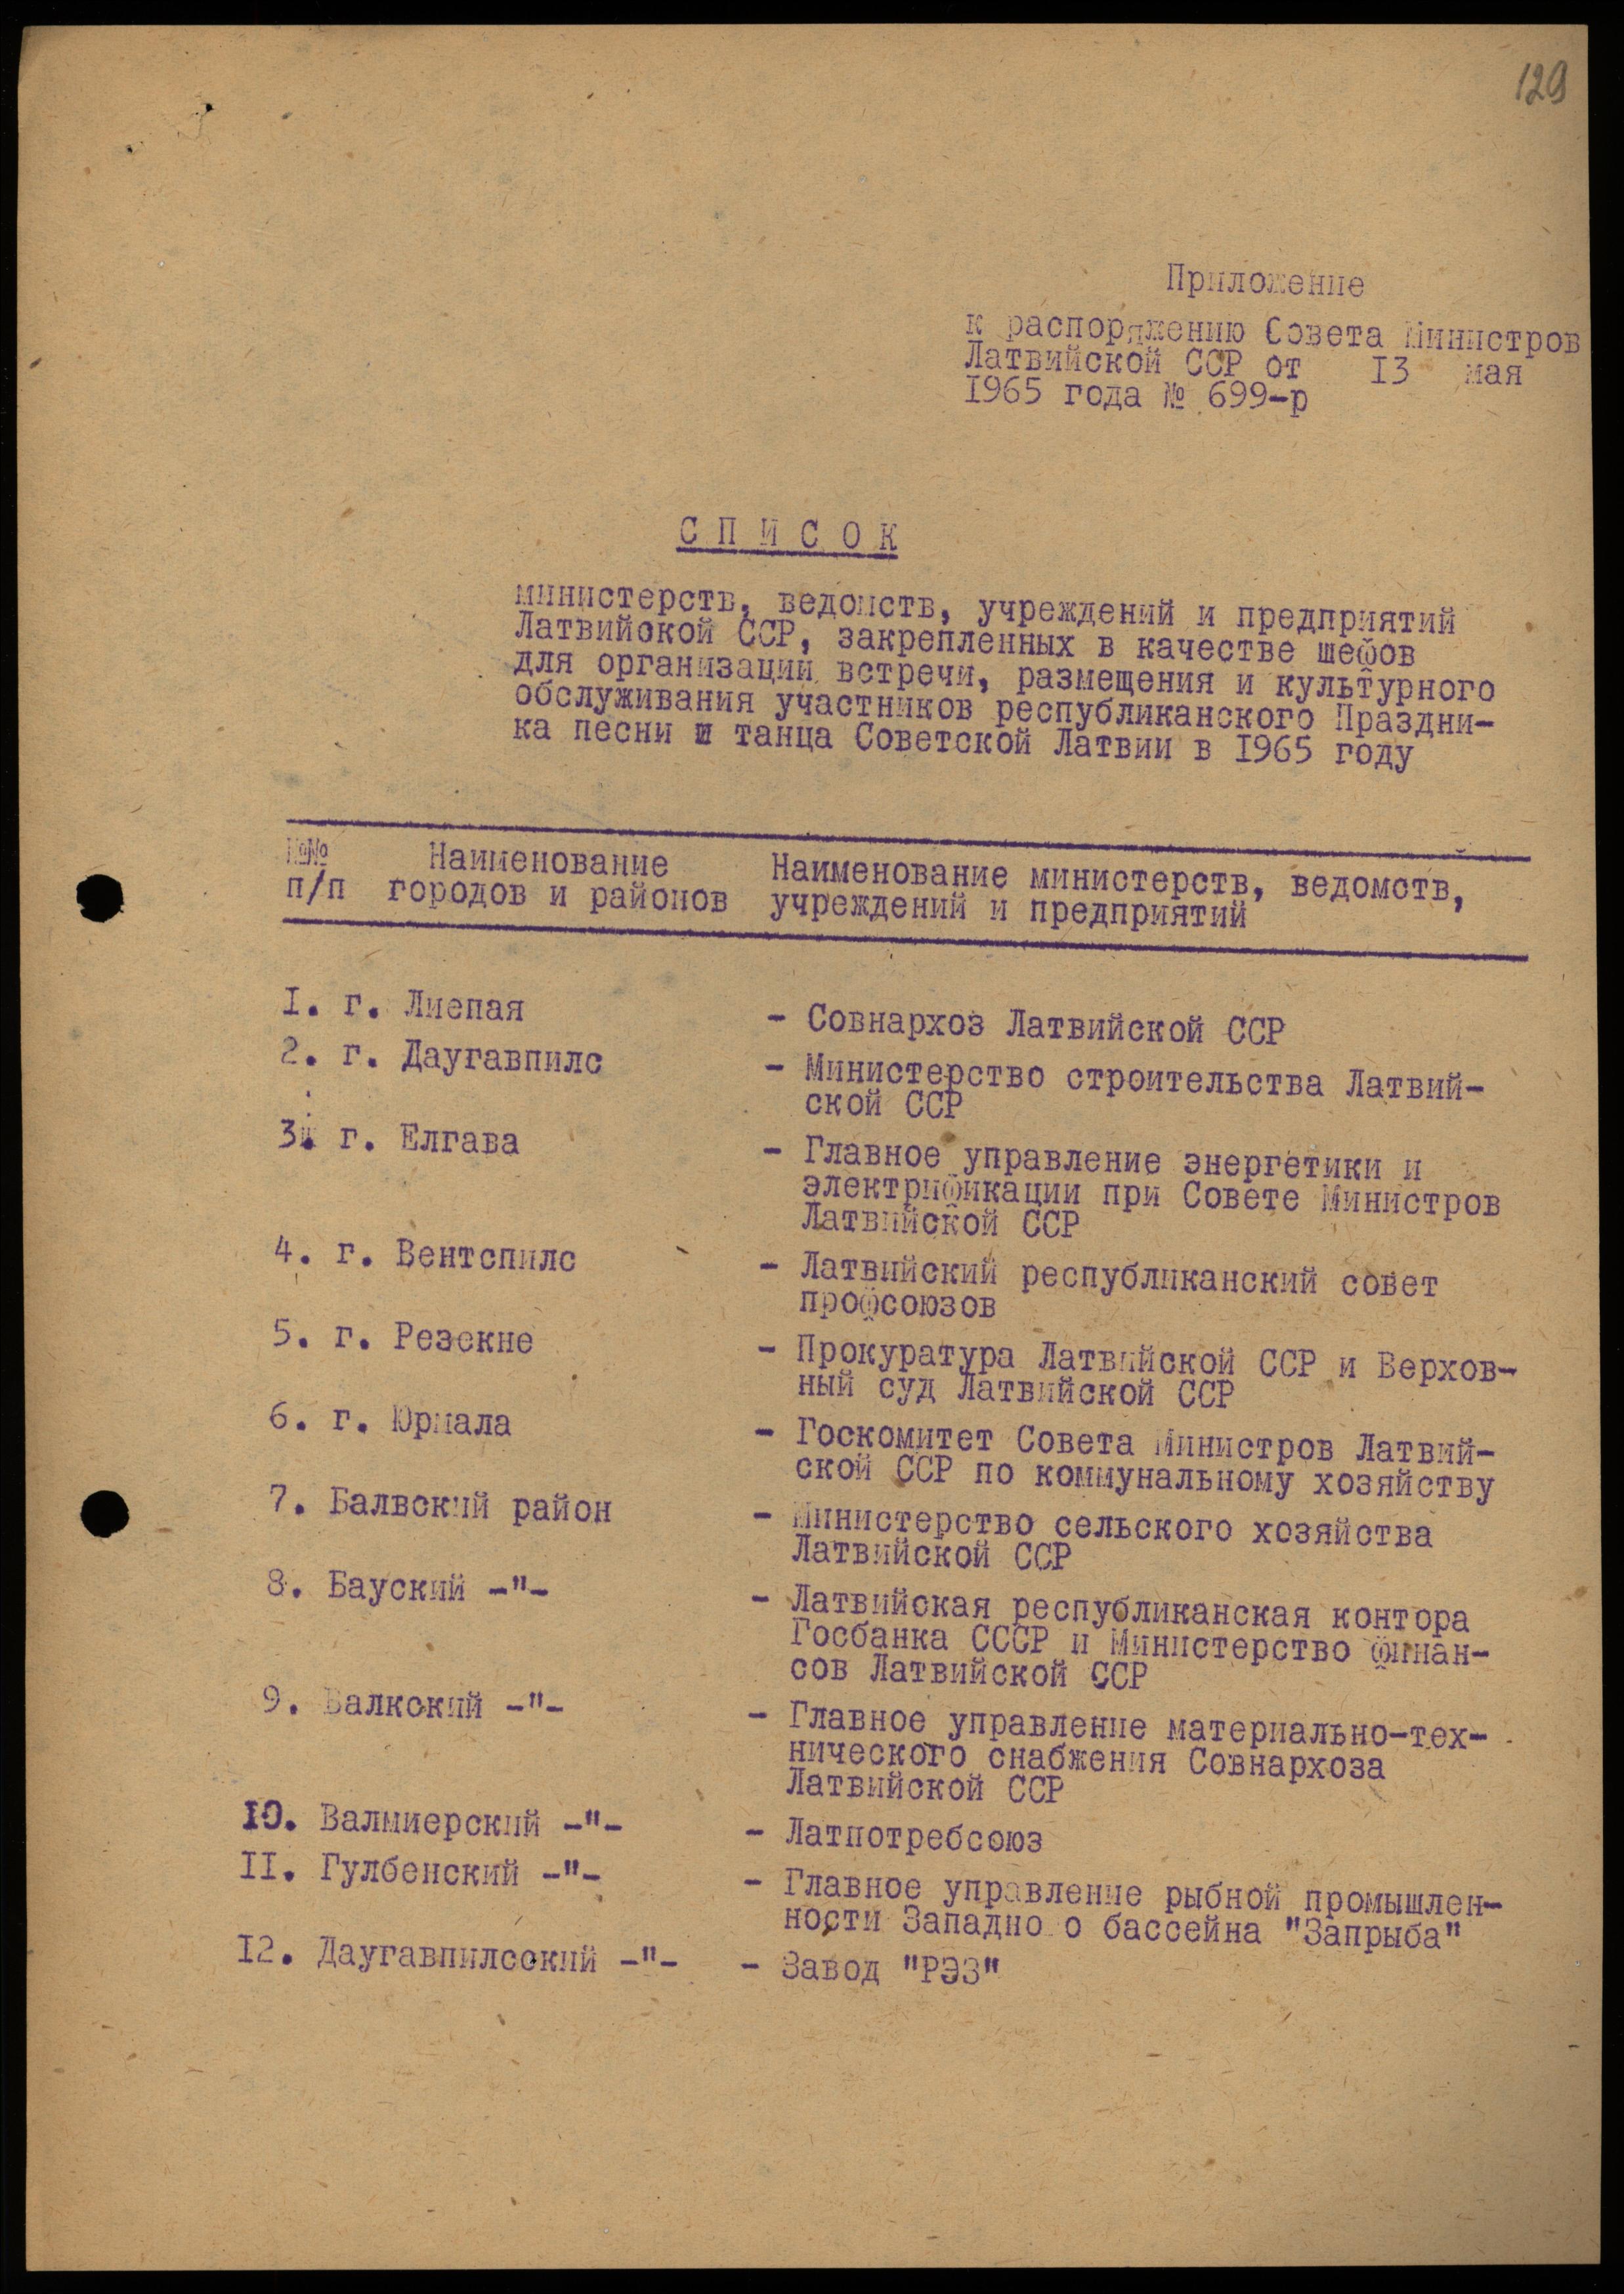 129
Приложение
к распоряжению Совета Министров
Латвийской ССР от 13 мая
1965 года № 699-р
С П И С О К
министерств, ведомств, учреждений и предприятий
Латвийской ССР, закрепленных в качестве шефов
для организации встречи, размещения и культурного
обслуживания участников республиканского Праздни-
ка песни и танца Советской Латвии в 1965 году
№№ Наименование Наименование министерств, ведомств,
п/п городов и районов учреждений и предприятий
1. г. Лиепая - Совнархоз Латвийской ССР
2. г. Даугавпилс - Министерство строительства Латвий-
ской ССР
3. г. Елгава - Главное управление энергетики и
электрификации при Совете Министров
Латвийской ССР
4. г. Вентспилс - Латвийский республиканский совет
профсоюзов
5. г. Резекне - Прокуратура Латвийской ССР и Верхов-
ный суд Латвийской ССР
6. г. Юрмала - Госкомитет Совета Министров Латвий-
ской ССР по коммунальному хозяйству
7. Балвский район - Министерство сельского хозяйства
Латвийской ССР
8. Бауский -"- - Латвийская республиканская контора
Госбанка СССР и Министерство финан-
сов Латвийской ССР
9. Валкский -"- - Главное управление материально-тех-
нического снабжения Совнархоза
Латвийской ССР
10. Валмиерский -"- - Латпотребсоюз
11. Гулбенский -"- - Главное управление рыбной промышлен-
ности Западно о бассейна "Запрыба"
12. Даугавпилсский -"- - Завод "РЭЗ"